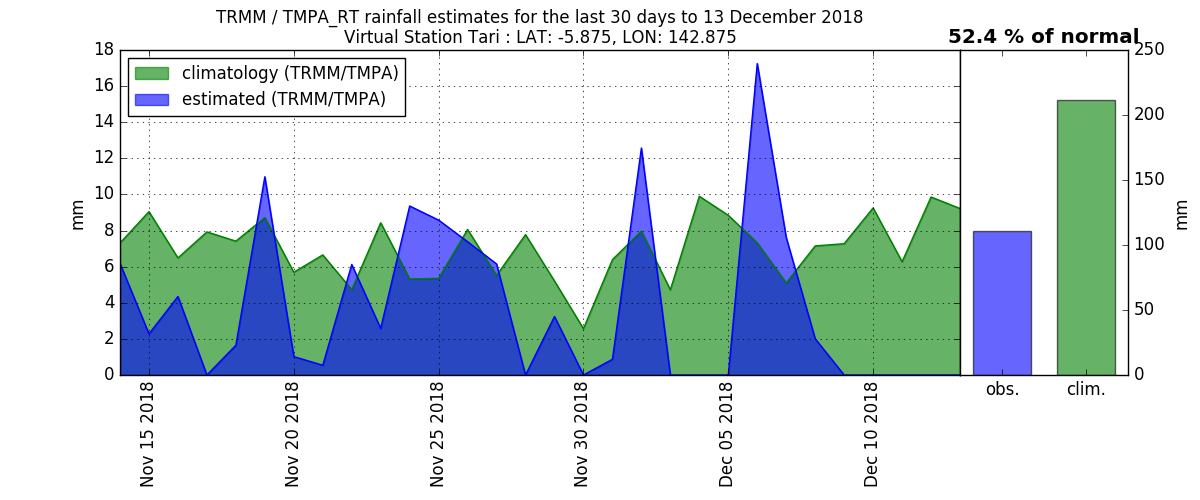 TRMM / TMPA_RT rainfall estimates for the last 30 days to 13 December 2018
Virtual Station Tari : LAT: -5.875, LON: 142.875
52.4 % of normal
climatology (TRMM/TMPA)
estimated (TRMM/TMPA)
18
16
14
12
10
8
6
4
2
0
mm
Nov 15 2018
Nov 20 2018
Nov 25 2018
Nov 30 2018
Dec 05 2018
Dec 10 2018
obs.
clim.
250
200
150
100
50
0
mm